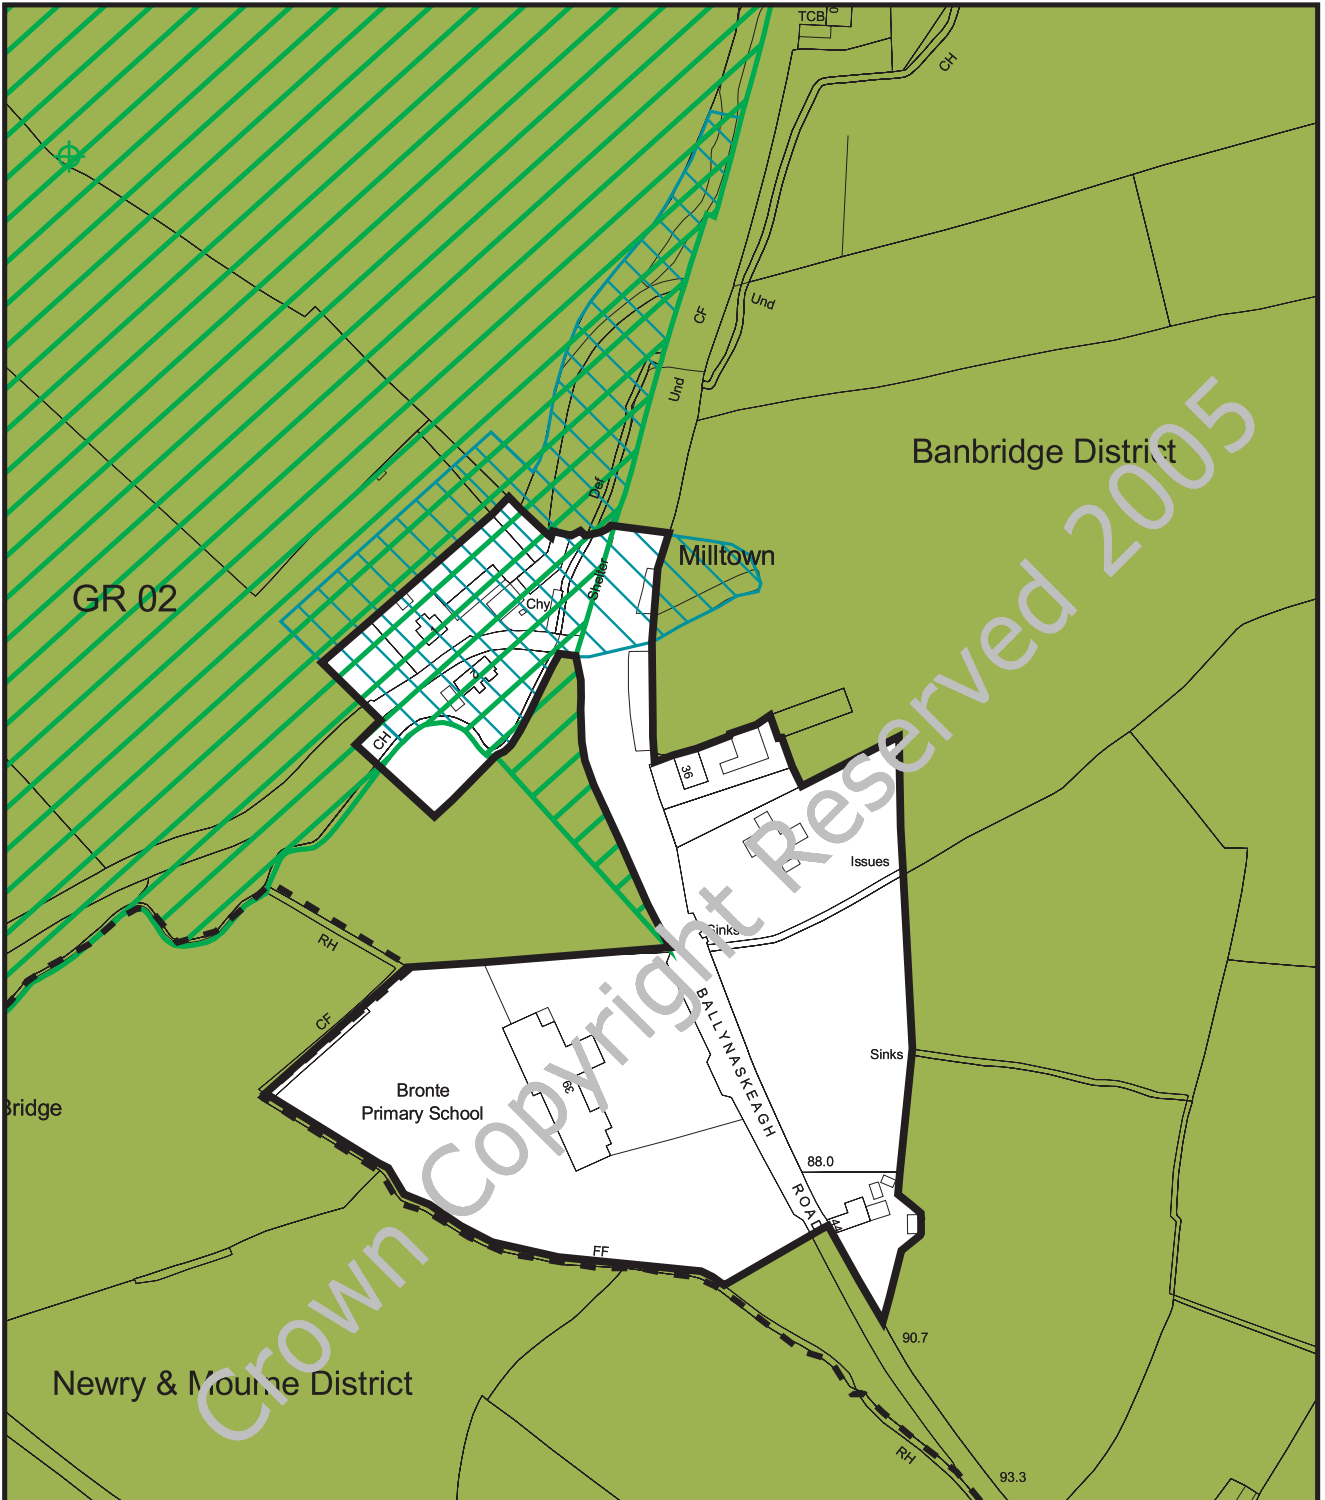 TCB
CH
Und
CF
Und
Banbridge District
Def
Milltown
GR 02
Shelter
Chy
CH
36
Issues
Sinks
RH
BALLYNASKEAGH ROAD
CF
Sinks
39
Bronte
Primary School
Bridge
88.0
44
FF
90.7
Newry & Mourne District
RH
93.3
Crown Copyright Reserved 2005